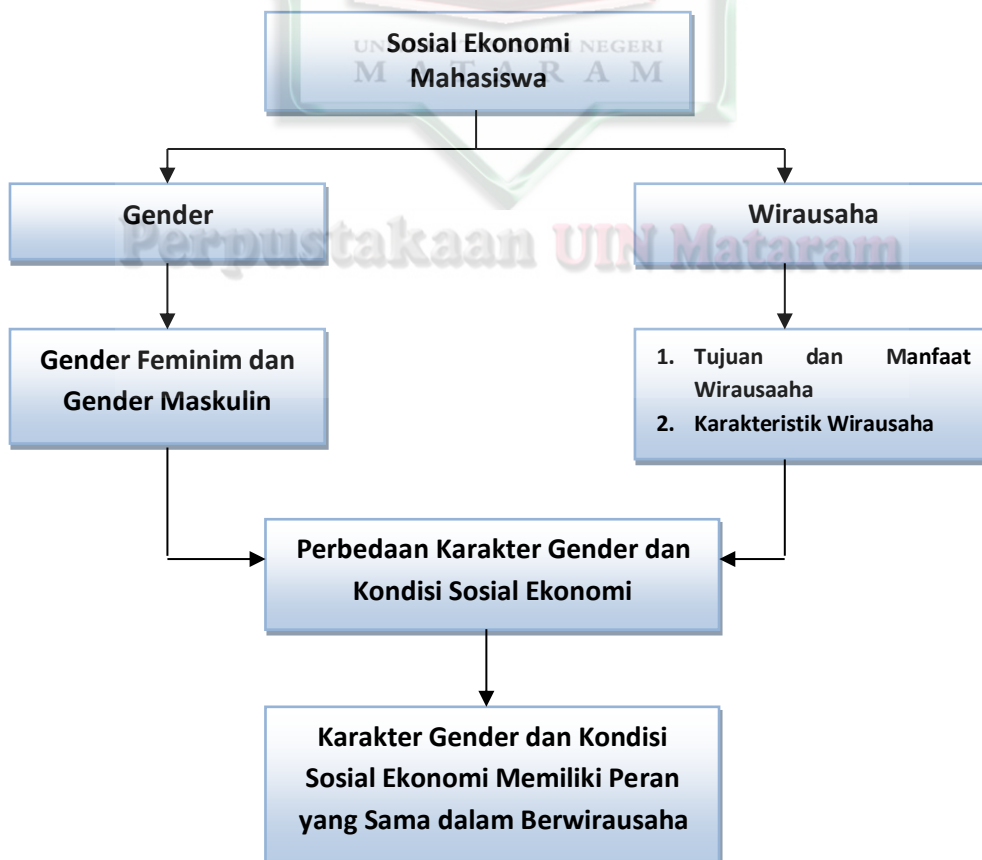 UNIVERSITAS ISLAM NEGERI
Sosial Ekonomi
M A T A R A M
Mahasiswa
Gender
Wirausaha
Perpustakaan UIN Mataram
Gender Feminim dan
Gender Maskulin
1. Tujuan dan Manfaat
Wirausaaha
2. Karakteristik Wirausaha
Perbedaan Karakter Gender dan
Kondisi Sosial Ekonomi
Karakter Gender dan Kondisi
Sosial Ekonomi Memiliki Peran
yang Sama dalam Berwirausaha